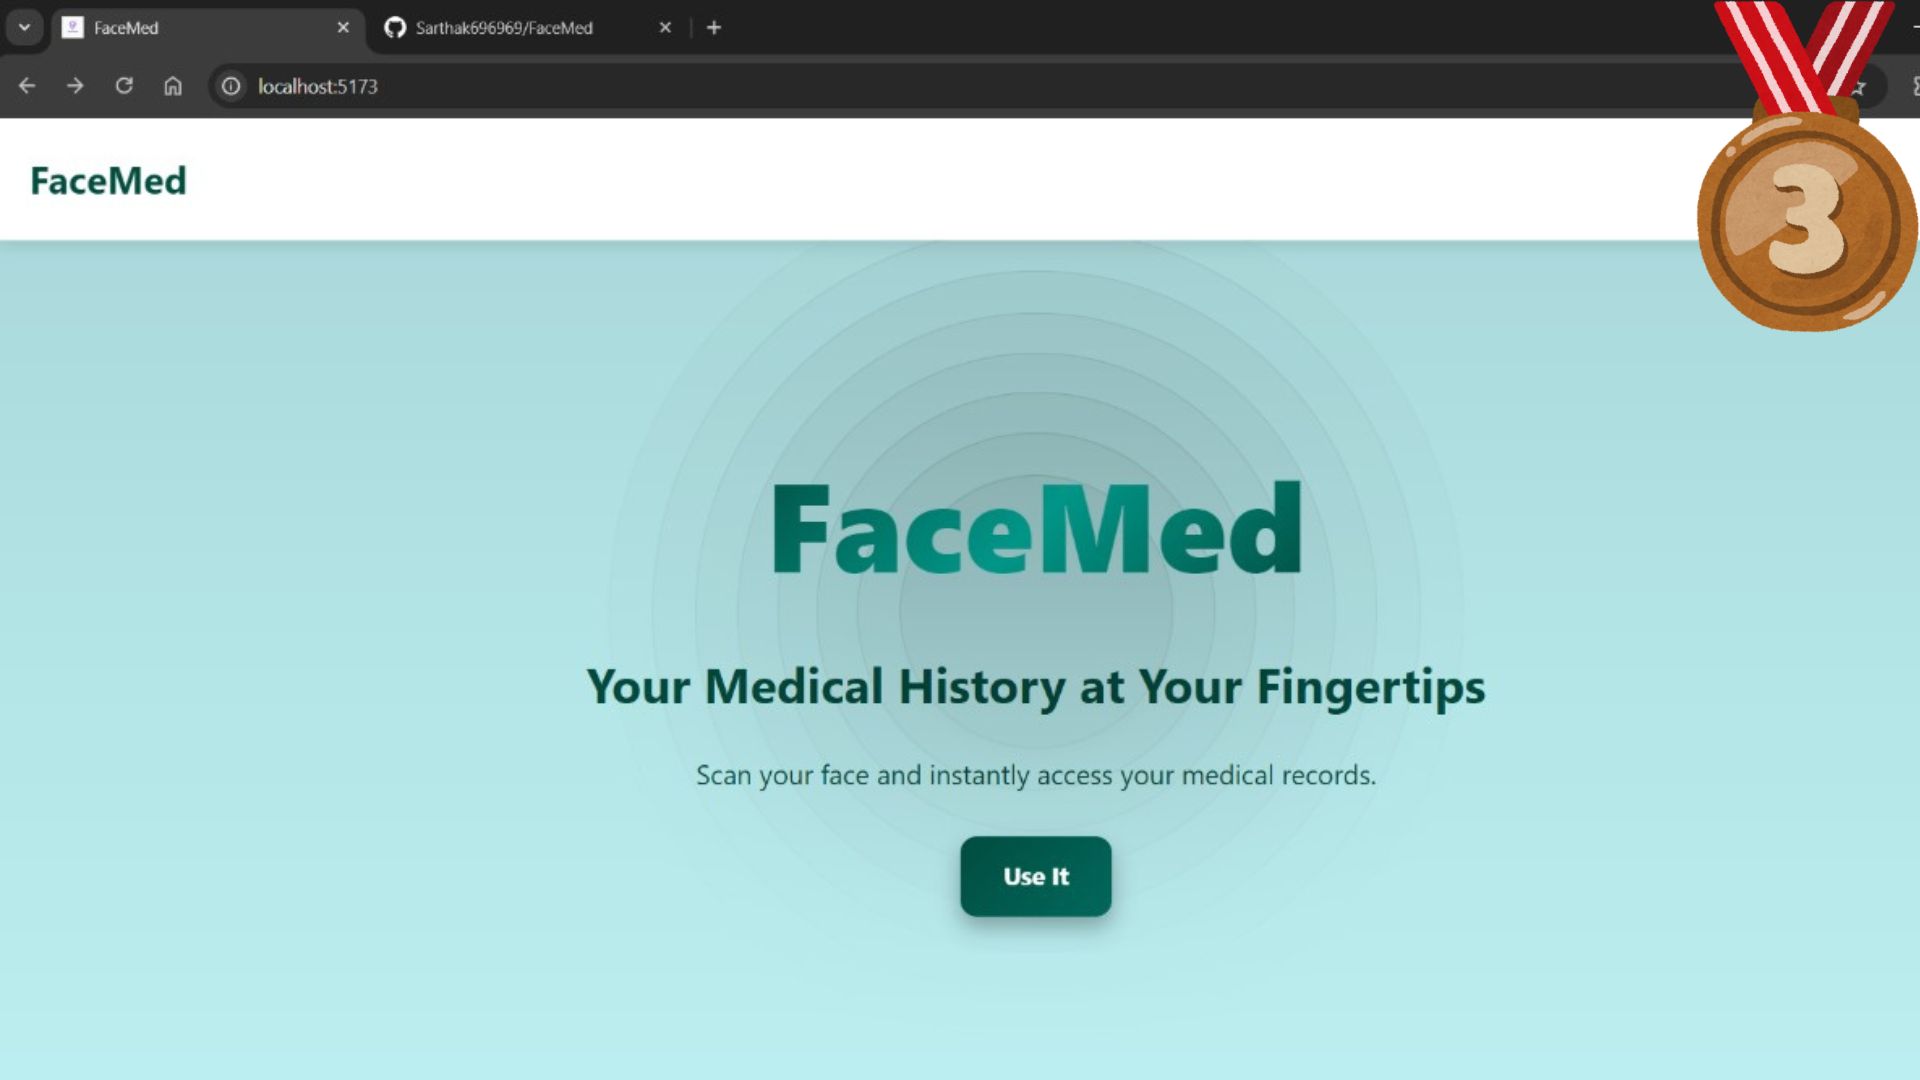 FaceMed
Sarthak696969/FaceMed
localhost:5173
FaceMed
3
FaceMed
Your Medical History at Your Fingertips
Scan your face and instantly access your medical records.
Use It